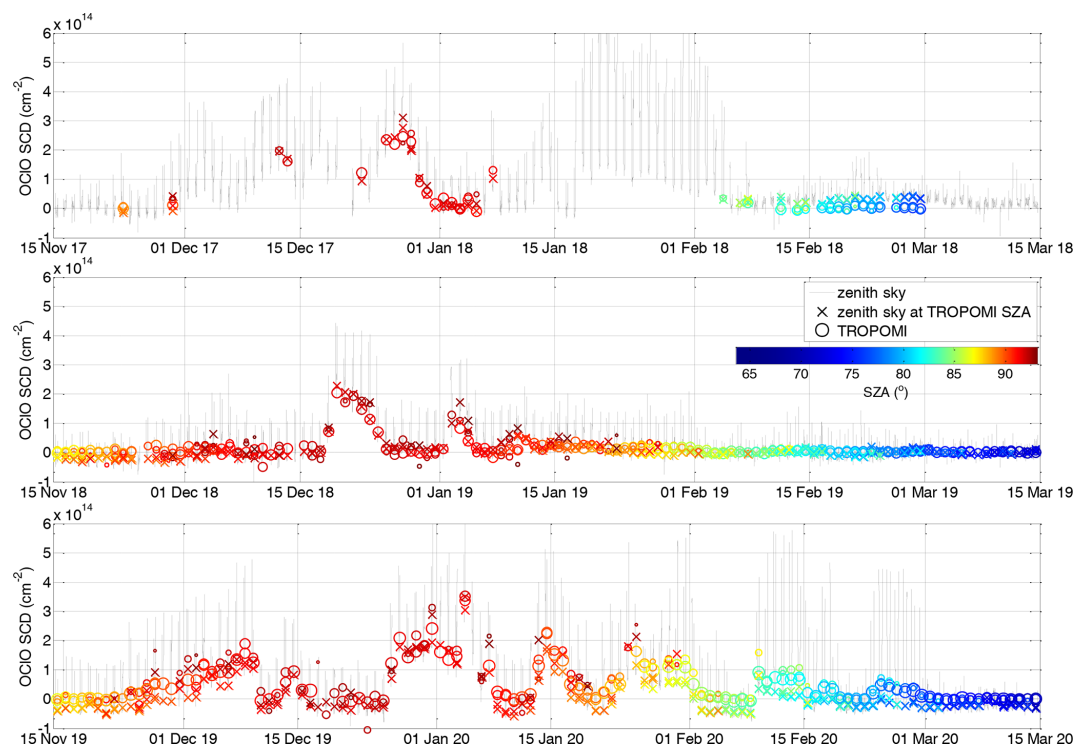 x 10^14
OClO SCD (cm^-2)
6
5
4
3
2
1
0
-1
15 Nov 17 01 Dec 17 15 Dec 17 01 Jan 18 15 Jan 18 01 Feb 18 15 Feb 18 01 Mar 18 15 Mar 18
x 10^14
OClO SCD (cm^-2)
6
5
4
3
2
1
0
-1
zenith sky
zenith sky at TROPOMI SZA
TROPOMI
65 70 75 80 85 90
SZA (°)
15 Nov 18 01 Dec 18 15 Dec 18 01 Jan 19 15 Jan 19 01 Feb 19 15 Feb 19 01 Mar 19 15 Mar 19
x 10^14
OClO SCD (cm^-2)
6
5
4
3
2
1
0
-1
15 Nov 19 01 Dec 19 15 Dec 19 01 Jan 20 15 Jan 20 01 Feb 20 15 Feb 20 01 Mar 20 15 Mar 20